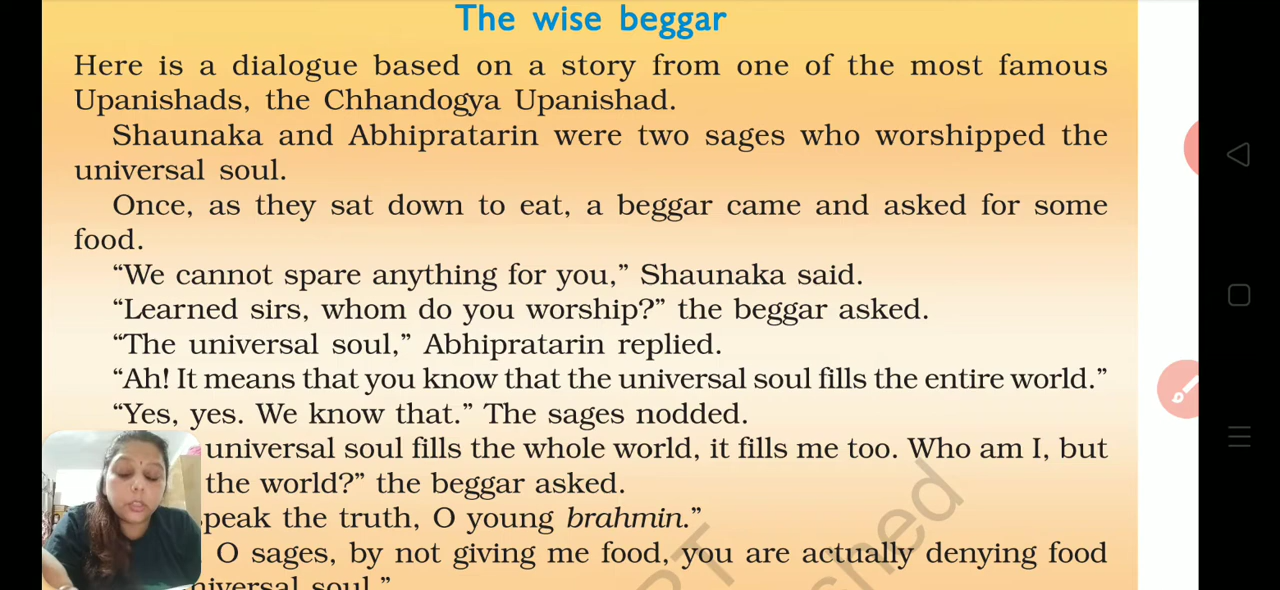 The wise beggar
Here is a dialogue based on a story from one of the most famous
Upanishads, the Chhandogya Upanishad.
Shaunaka and Abhipratarin were two sages who worshipped the
universal soul.
Once, as they sat down to eat, a beggar came and asked for some
food.
“We cannot spare anything for you,” Shaunaka said.
“Learned sirs, whom do you worship?” the beggar asked.
“The universal soul,” Abhipratarin replied.
“Ah! It means that you know that the universal soul fills the entire world.”
“Yes, yes. We know that.” The sages nodded.
universal soul fills the whole world, it fills me too. Who am I, but
the world?” the beggar asked.
speak the truth, O young brahmin.”
O sages, by not giving me food, you are actually denying food
universal soul.”